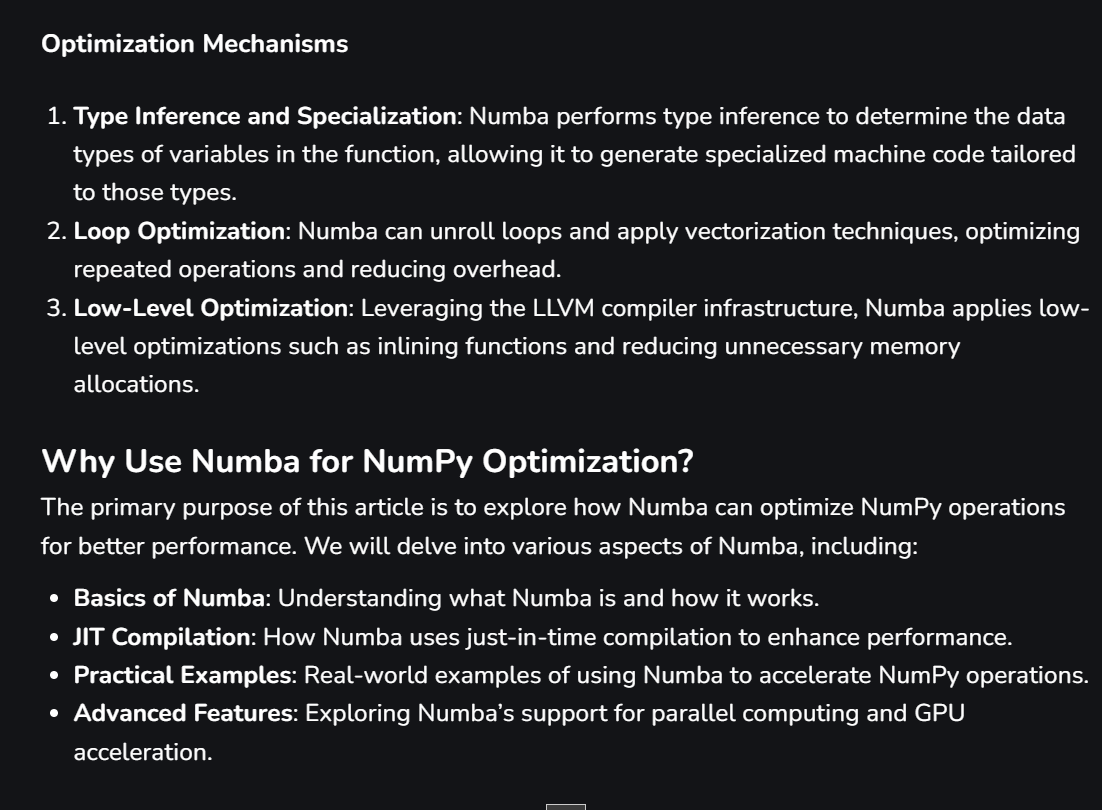 Optimization Mechanisms
1. Type Inference and Specialization: Numba performs type inference to determine the data
types of variables in the function, allowing it to generate specialized machine code tailored
to those types.
2. Loop Optimization: Numba can unroll loops and apply vectorization techniques, optimizing
repeated operations and reducing overhead.
3. Low-Level Optimization: Leveraging the LLVM compiler infrastructure, Numba applies low-
level optimizations such as inlining functions and reducing unnecessary memory
allocations.
Why Use Numba for NumPy Optimization?
The primary purpose of this article is to explore how Numba can optimize NumPy operations
for better performance. We will delve into various aspects of Numba, including:
• Basics of Numba: Understanding what Numba is and how it works.
• JIT Compilation: How Numba uses just-in-time compilation to enhance performance.
• Practical Examples: Real-world examples of using Numba to accelerate NumPy operations.
• Advanced Features: Exploring Numba’s support for parallel computing and GPU
acceleration.